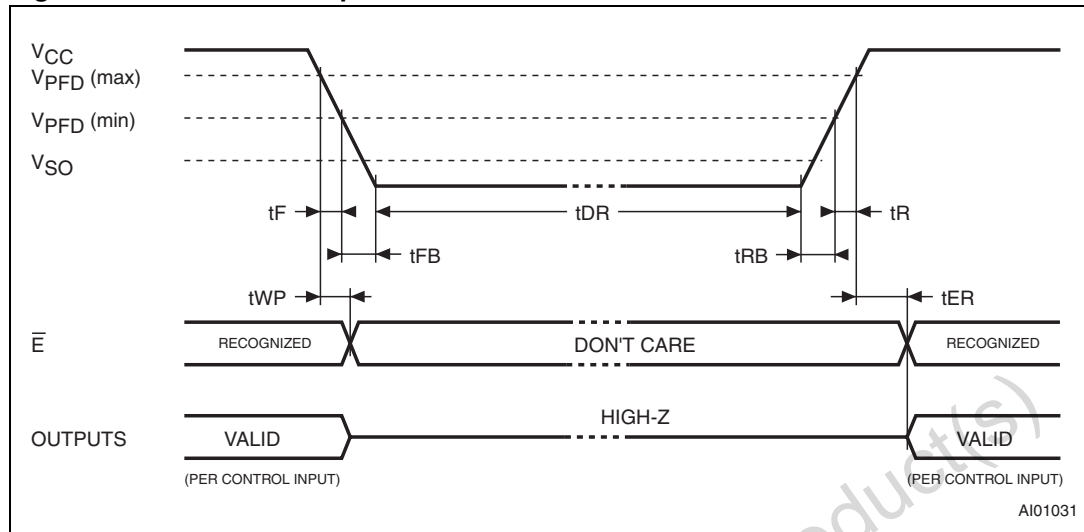 VCC
VPFD (max)
VPFD (min)
VSO
tF
tDR
tR
tFB
tRB
tWP
tER
E
RECOGNIZED
DON'T CARE
RECOGNIZED
HIGH-Z
OUTPUTS
VALID
VALID
(PER CONTROL INPUT)
(PER CONTROL INPUT)
AI01031